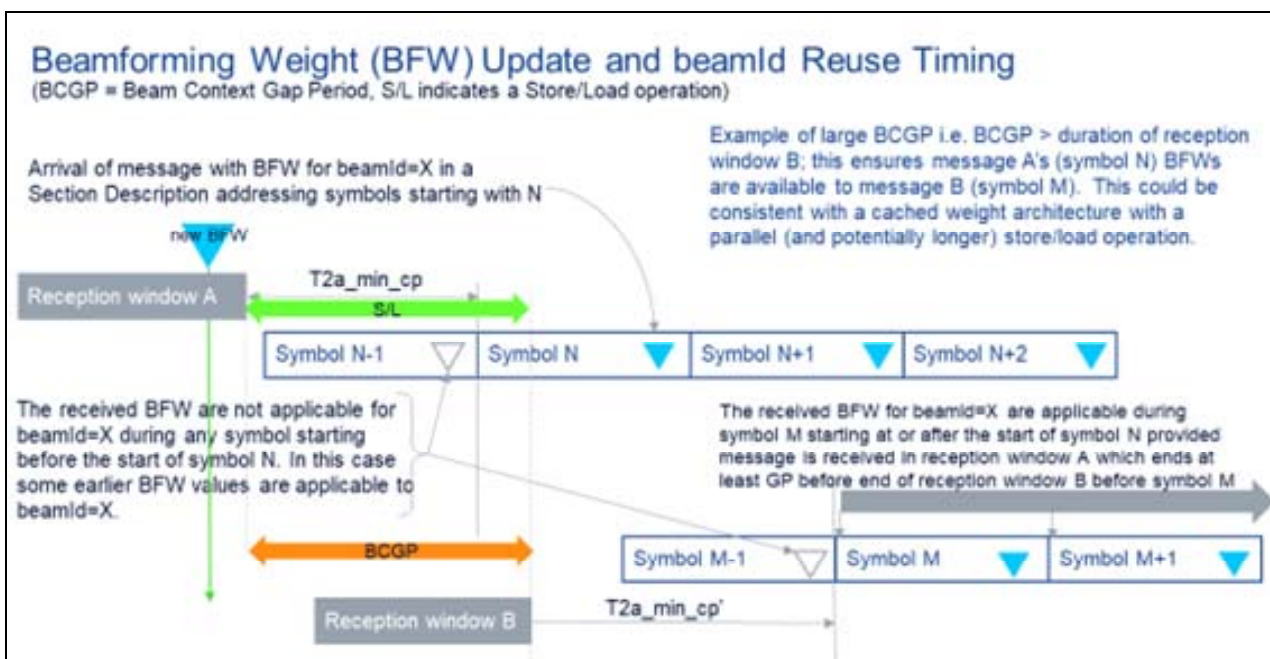 Beamforming Weight (BFW) Update and beamId Reuse Timing
(BCGP = Beam Context Gap Period, S/L indicates a Store/Load operation)
Example of large BCGP i.e. BCGP > duration of reception
window B; this ensures message A's (symbol N) BFWs
are available to message B (symbol M). This could be
consistent with a cached weight architecture with a
parallel (and potentially longer) store/load operation.
Arrival of message with BFW for beamId=X in a
Section Description addressing symbols starting with N
new BFW
Reception window A
T2a_min_cp
S/L
Symbol N-1
Symbol N
Symbol N+1
Symbol N+2
The received BFW are not applicable for
beamId=X during any symbol starting
before the start of symbol N. In this case
some earlier BFW values are applicable to
beamId=X.
The received BFW for beamId=X are applicable during
symbol M starting at or after the start of symbol N provided
message is received in reception window A which ends at
least GP before end of reception window B before symbol M
BCGP
Symbol M-1
Symbol M
Symbol M+1
Reception window B
T2a_min_cp'